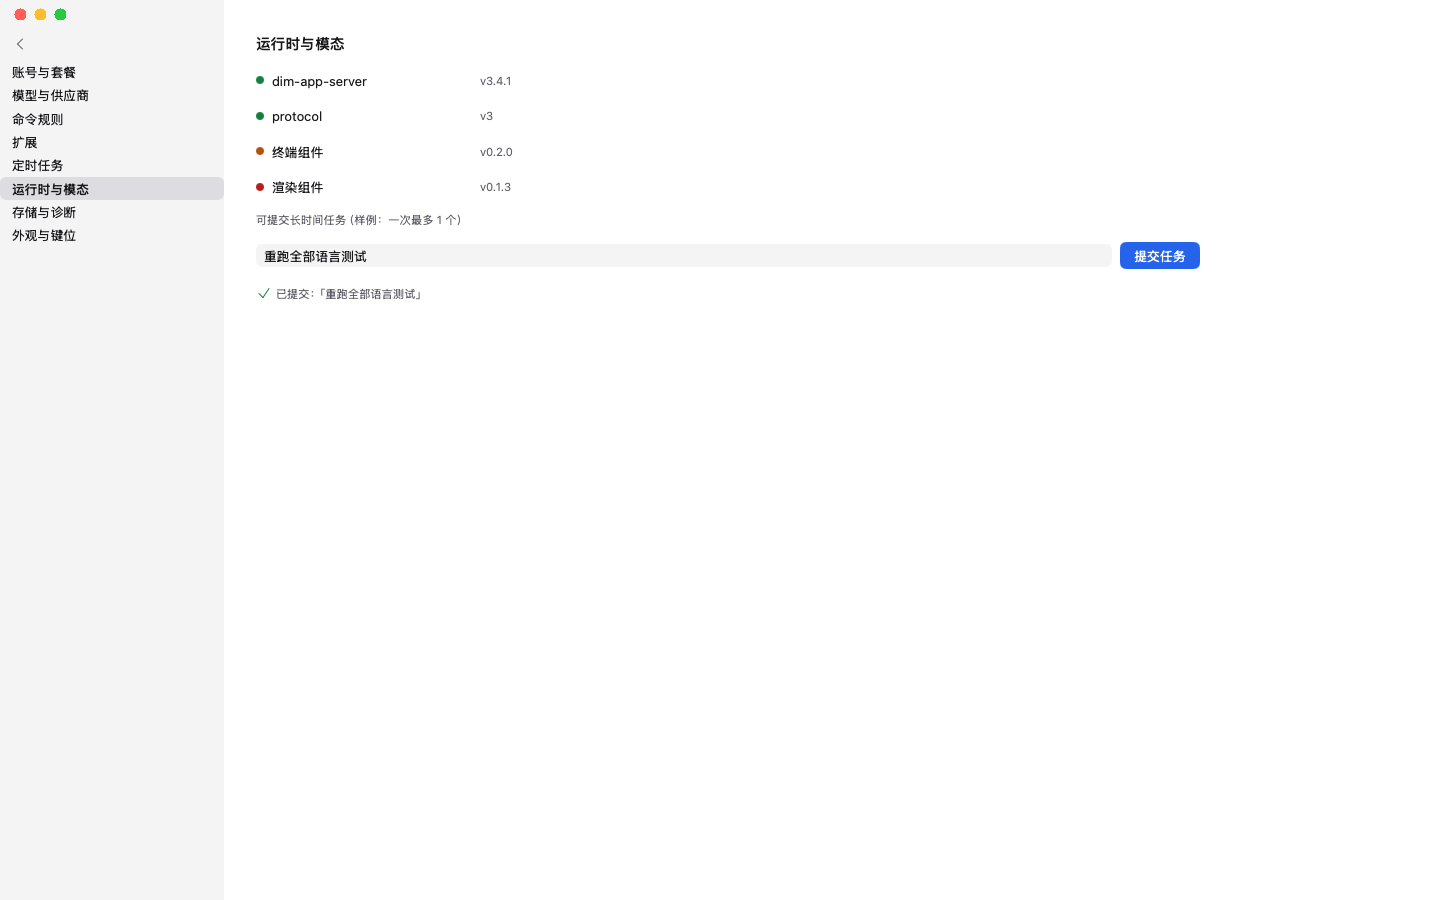 账号与套餐
模型与供应商
命令规则
扩展
定时任务
运行时与模态
存储与诊断
外观与键位
运行时与模态
dim-app-server v3.4.1
protocol v3
终端组件 v0.2.0
渲染组件 v0.1.3
可提交长时间任务 (样例：一次最多 1 个)
重跑全部语言测试 提交任务
已提交：「重跑全部语言测试」